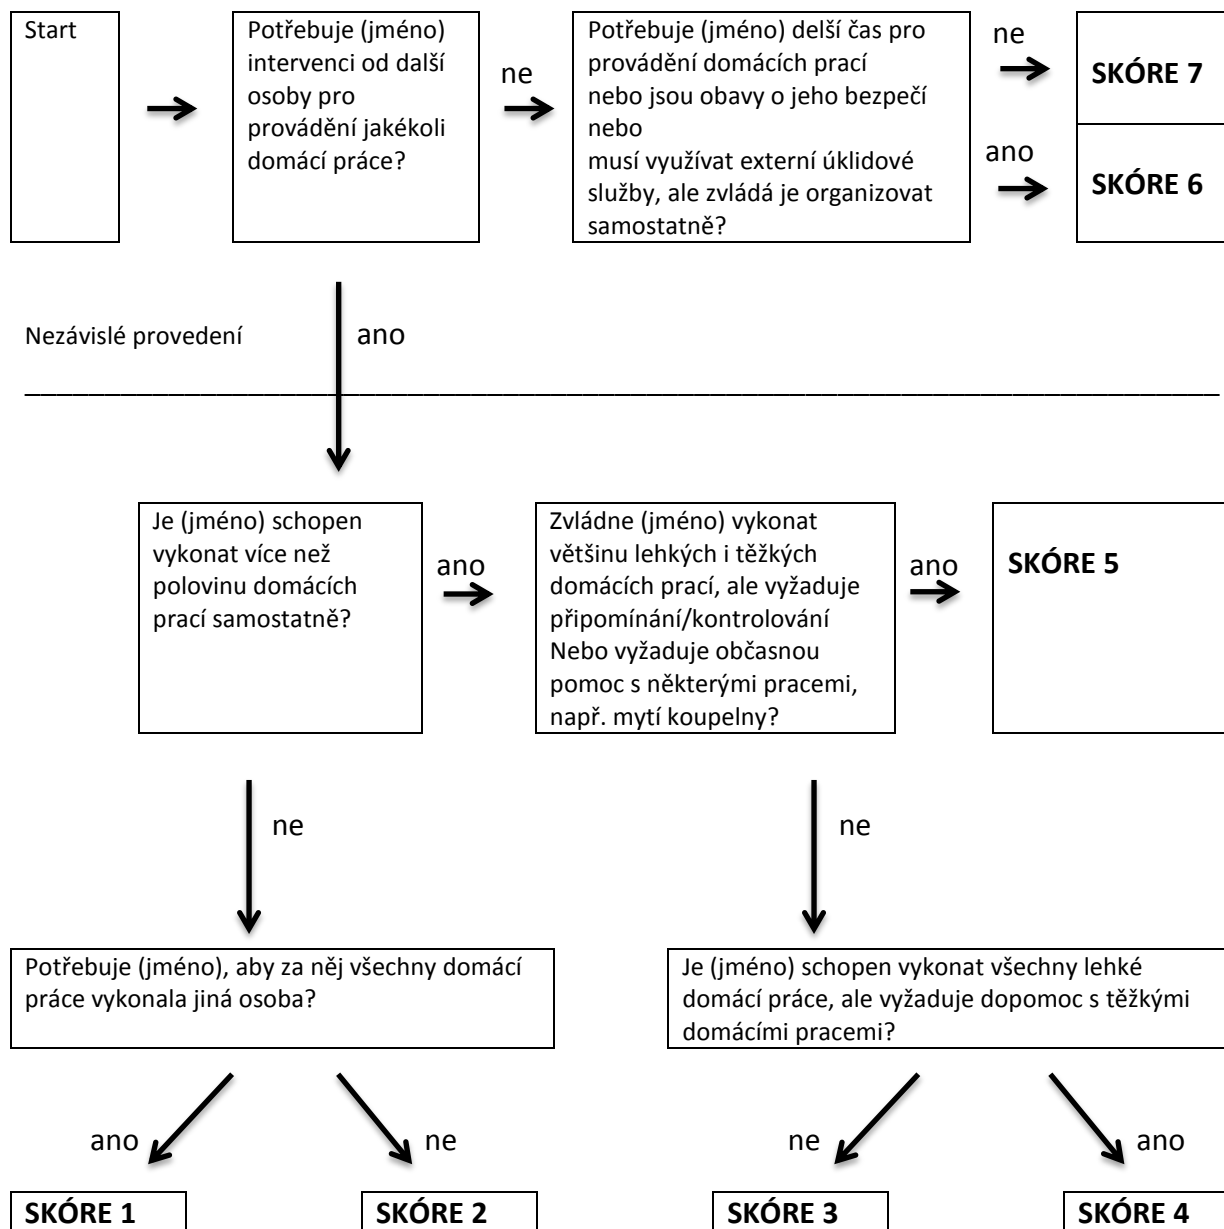 Start
Potřebuje (jméno)
intervenci od další
osoby pro
provádění jakékoli
domácí práce?
ne
Potřebuje (jméno) delší čas pro
provádění domácích prací
nebo jsou obavy o jeho bezpečí
nebo
musí využívat externí úklidové
služby, ale zvládá je organizovat
samostatně?
ne
SKÓRE 7
ano
SKÓRE 6
Nezávislé provedení
ano
Je (jméno) schopen
vykonat více než
polovinu domácích
prací samostatně?
ano
Zvládne (jméno) vykonat
většinu lehkých i těžkých
domácích prací, ale vyžaduje
připomínání/kontrolování
Nebo vyžaduje občasnou
pomoc s některými pracemi,
např. mytí koupelny?
ano
SKÓRE 5
ne
ne
Potřebuje (jméno), aby za něj všechny domácí
práce vykonala jiná osoba?
Je (jméno) schopen vykonat všechny lehké
domácí práce, ale vyžaduje dopomoc s těžkými
domácími pracemi?
ano
ne
ne
ano
SKÓRE 1
SKÓRE 2
SKÓRE 3
SKÓRE 4